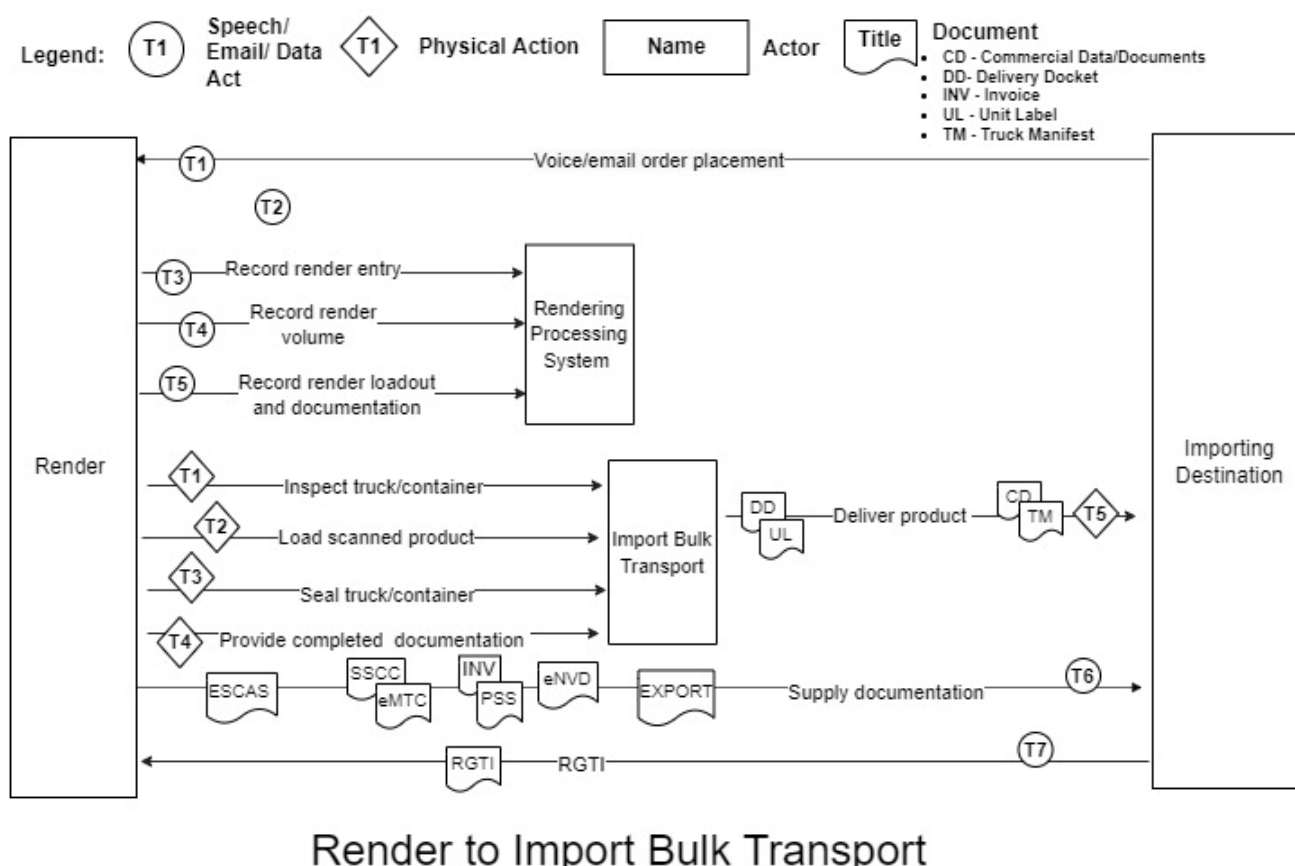 Legend:
T1
Speech/
Email/ Data
Act
T1
Physical Action
Name
Actor
Title
Document
• CD - Commercial Data/Documents
• DD- Delivery Docket
• INV - Invoice
• UL - Unit Label
• TM - Truck Manifest
T1
Voice/email order placement
T2
T3
Record render entry
T4
Record render
volume
T5
Record render loadout
and documentation
Rendering
Processing
System
Render
Importing
Destination
T1
Inspect truck/container
T2
Load scanned product
T3
Seal truck/container
T4
Provide completed documentation
Import Bulk
Transport
DD
UL
Deliver product
CD
TM
T5
ESCAS
SSCC
eMTC
INV
PSS
eNVD
EXPORT
Supply documentation
T6
RGTI
RGTI
T7
Render to Import Bulk Transport